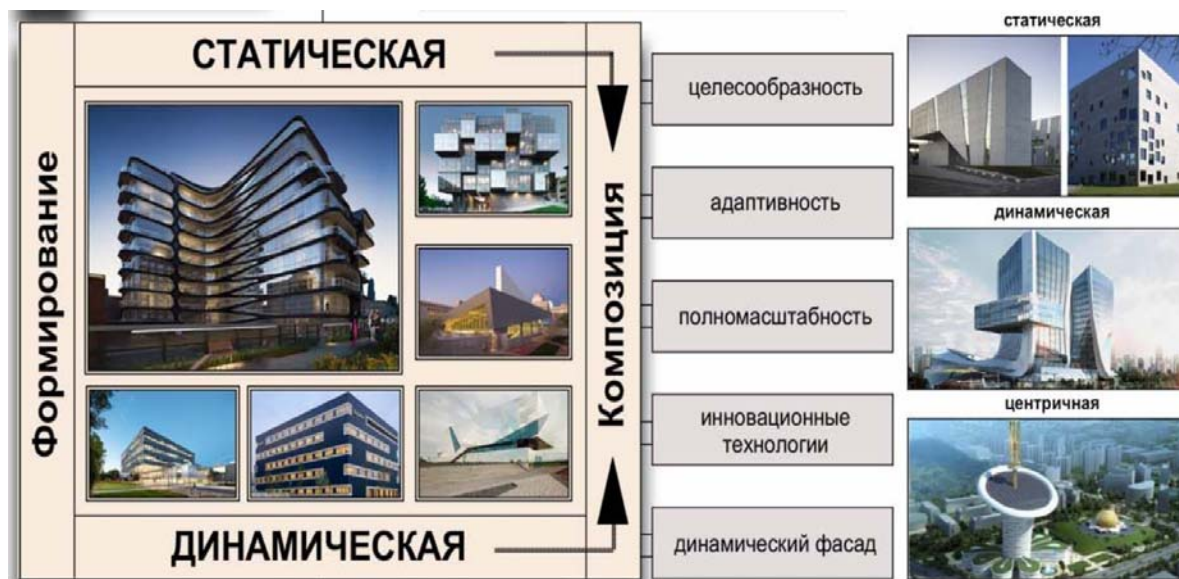 СТАТИЧЕСКАЯ
Формирование
Композиция
ДИНАМИЧЕСКАЯ
целесообразность
адаптивность
полномасштабность
инновационные
технологии
динамический фасад
статическая
динамическая
центричная